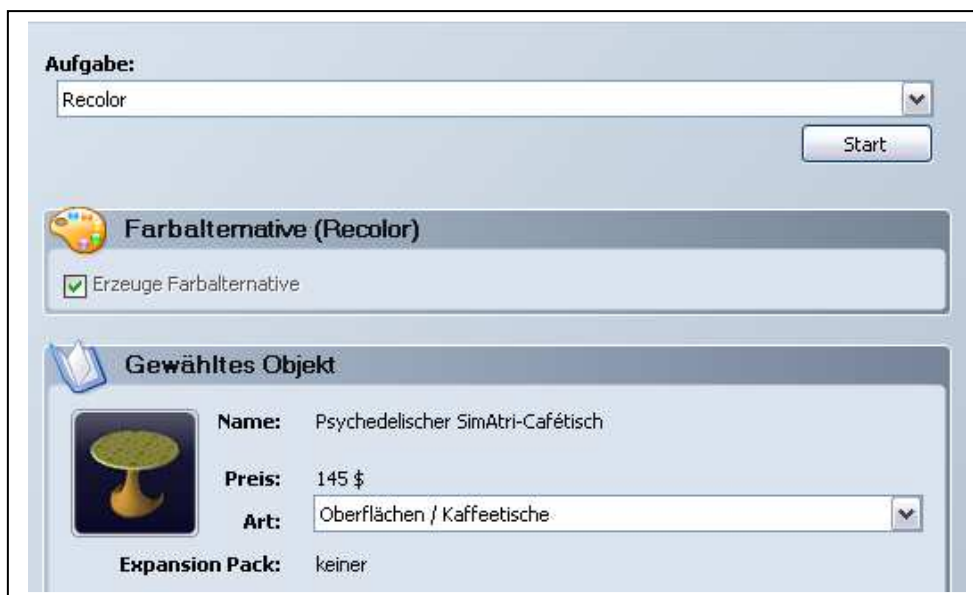 Aufgabe:
Recolor
Start
Farbalternative (Recolor)
Erzeuge Farbalternative
Gewähltes Objekt
Name: Psychedelischer SimAtri-Cafétisch
Preis: 145 $
Art: Oberflächen / Kaffeetische
Expansion Pack: keiner